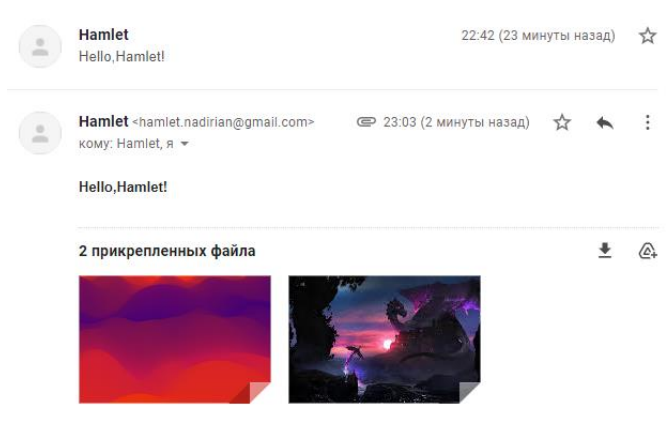 Hamlet 22:42 (23 минуты назад)
Hello,Hamlet!
Hamlet <hamlet.nadirian@gmail.com> 23:03 (2 минуты назад)
кому: Hamlet, я
Hello,Hamlet!
2 прикрепленных файла